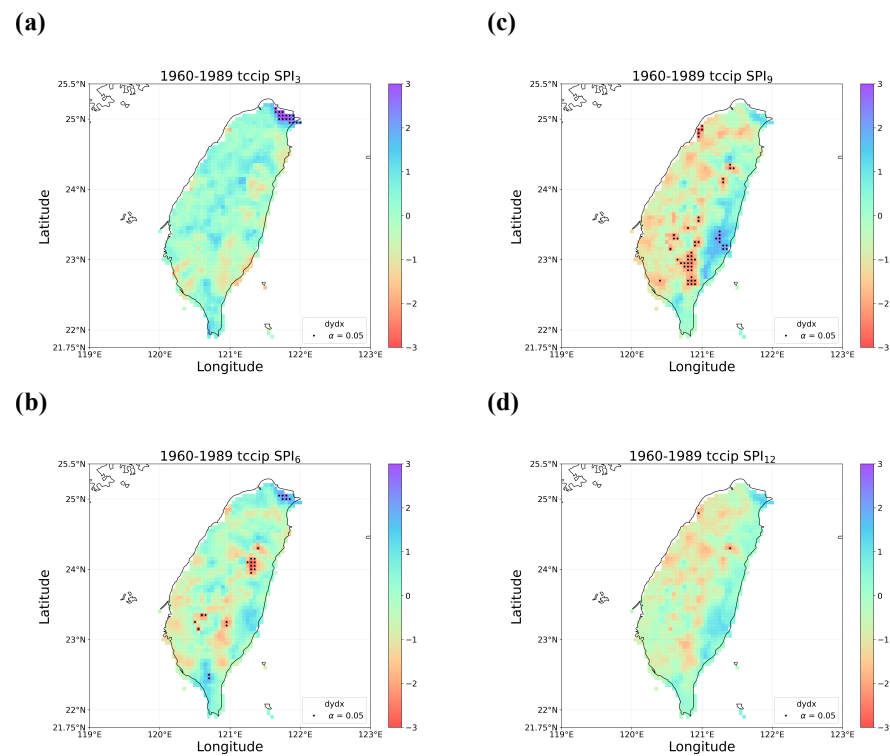 (a)
1960-1989 tccip SPI₃
25.5°N
25°N
24°N
23°N
22°N
21.75°N
119°E
120°E
121°E
122°E
123°E
Latitude
Longitude
dydx
α = 0.05
3
2
1
0
−1
−2
−3
(c)
1960-1989 tccip SPI₉
25.5°N
25°N
24°N
23°N
22°N
21.75°N
119°E
120°E
121°E
122°E
123°E
Latitude
Longitude
dydx
α = 0.05
3
2
1
0
−1
−2
−3
(b)
1960-1989 tccip SPI₆
25.5°N
25°N
24°N
23°N
22°N
21.75°N
119°E
120°E
121°E
122°E
123°E
Latitude
Longitude
dydx
α = 0.05
3
2
1
0
−1
−2
−3
(d)
1960-1989 tccip SPI₁₂
25.5°N
25°N
24°N
23°N
22°N
21.75°N
119°E
120°E
121°E
122°E
123°E
Latitude
Longitude
dydx
α = 0.05
3
2
1
0
−1
−2
−3